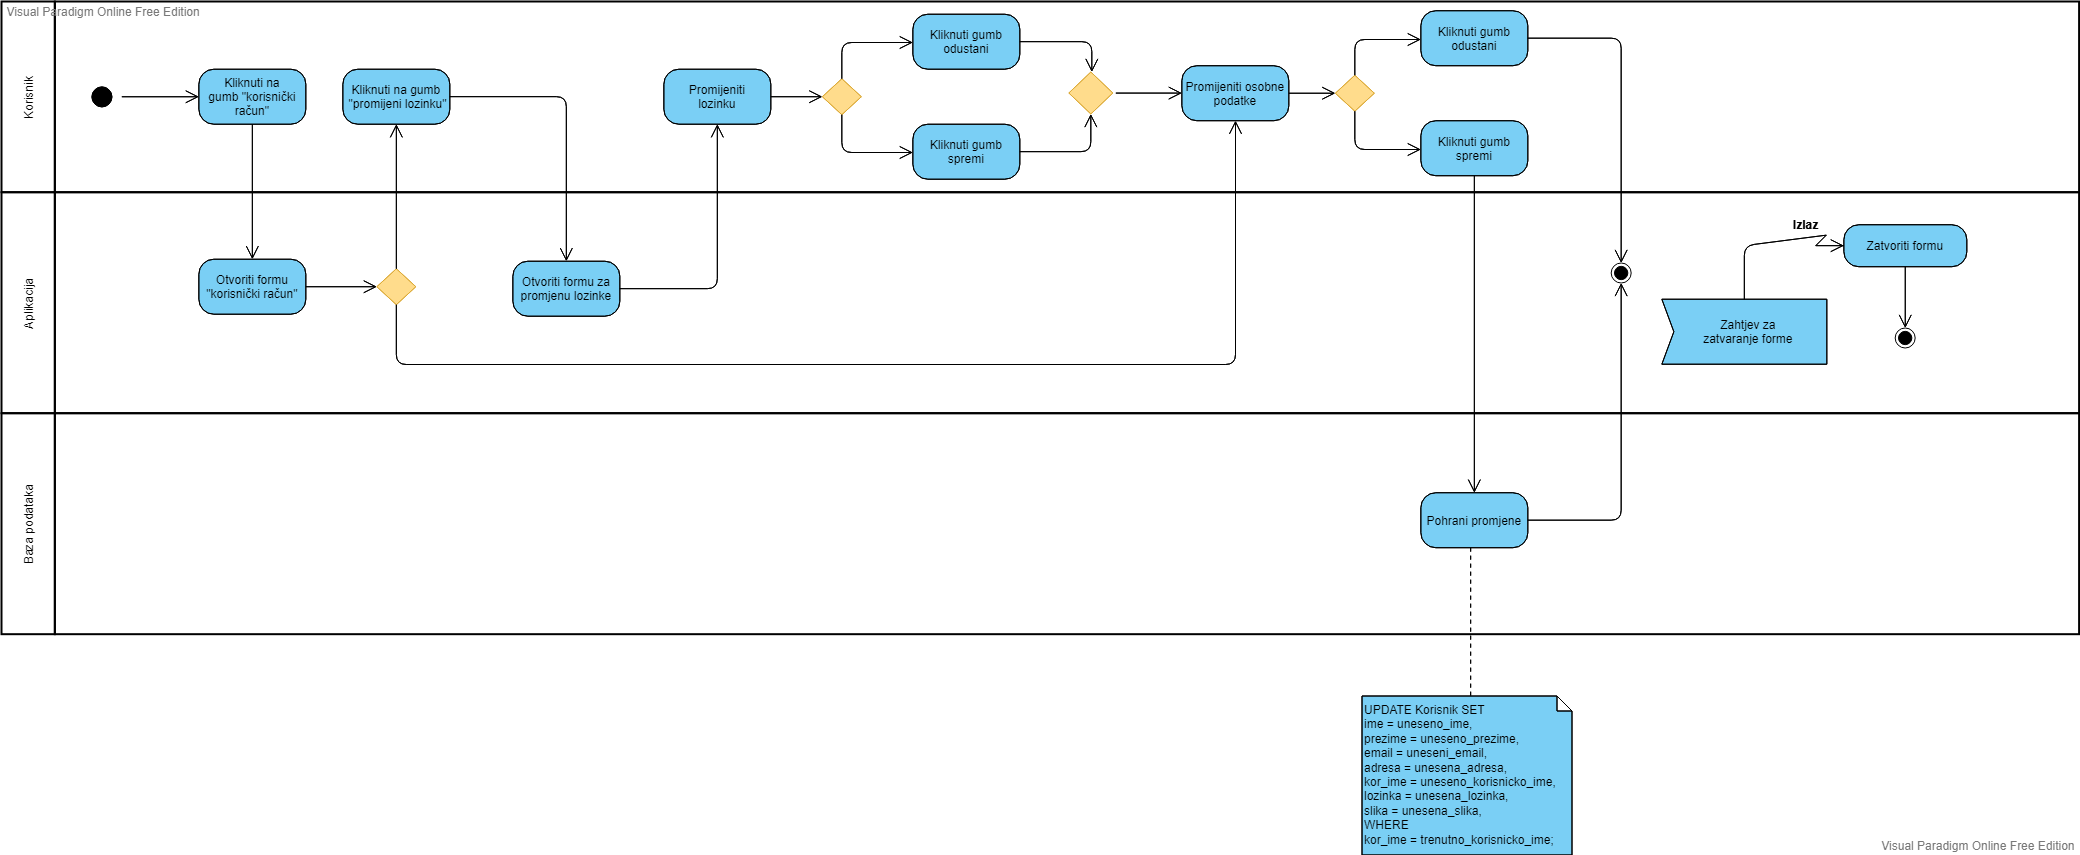 Visual Paradigm Online Free Edition
Korisnik
Kliknuti na
gumb "korisnički
račun"
Kliknuti na gumb
"promijeni lozinku"
Promijeniti
lozinku
Kliknuti gumb
odustani
Kliknuti gumb
spremi
Promijeniti osobne
podatke
Kliknuti gumb
odustani
Kliknuti gumb
spremi
Aplikacija
Otvoriti formu
"korisnički račun"
Otvoriti formu za
promjenu lozinke
Izlaz
Zatvoriti formu
Zahtjev za
zatvaranje forme
Baza podataka
Pohrani promjene
UPDATE Korisnik SET
ime = uneseno_ime,
prezime = uneseno_prezime,
email = uneseni_email,
adresa = unesena_adresa,
kor_ime = uneseno_korisnicko_ime,
lozinka = unesena_lozinka,
slika = unesena_slika,
WHERE
kor_ime = trenutno_korisnicko_ime;
Visual Paradigm Online Free Edition